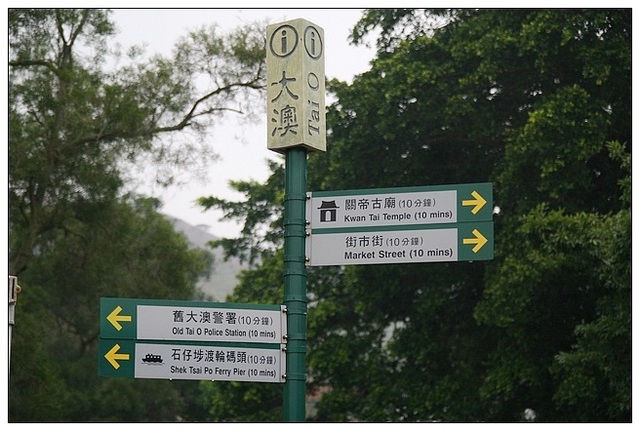 i
i
大澳
Tai O
關帝古廟(10分鐘)
Kwan Tai Temple (10 mins)
街市街(10分鐘)
Market Street (10 mins)
舊大澳警署(10分鐘)
Old Tai O Police Station (10 mins)
石仔埗渡輪碼頭(10分鐘)
Shek Tsai Po Ferry Pier (10 mins)